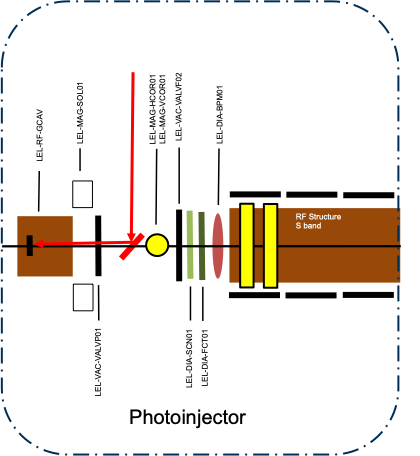 LEL-RF-GCAV
LEL-MAG-SOL01
LEL-MAG-HCOR01
LEL-MAG-VCOR01
LEL-VAC-VALVF02
LEL-DIA-BPM01
RF Structure
S band
LEL-VAC-VALVP01
LEL-DIA-SCN01
LEL-DIA-FCT01
Photoinjector